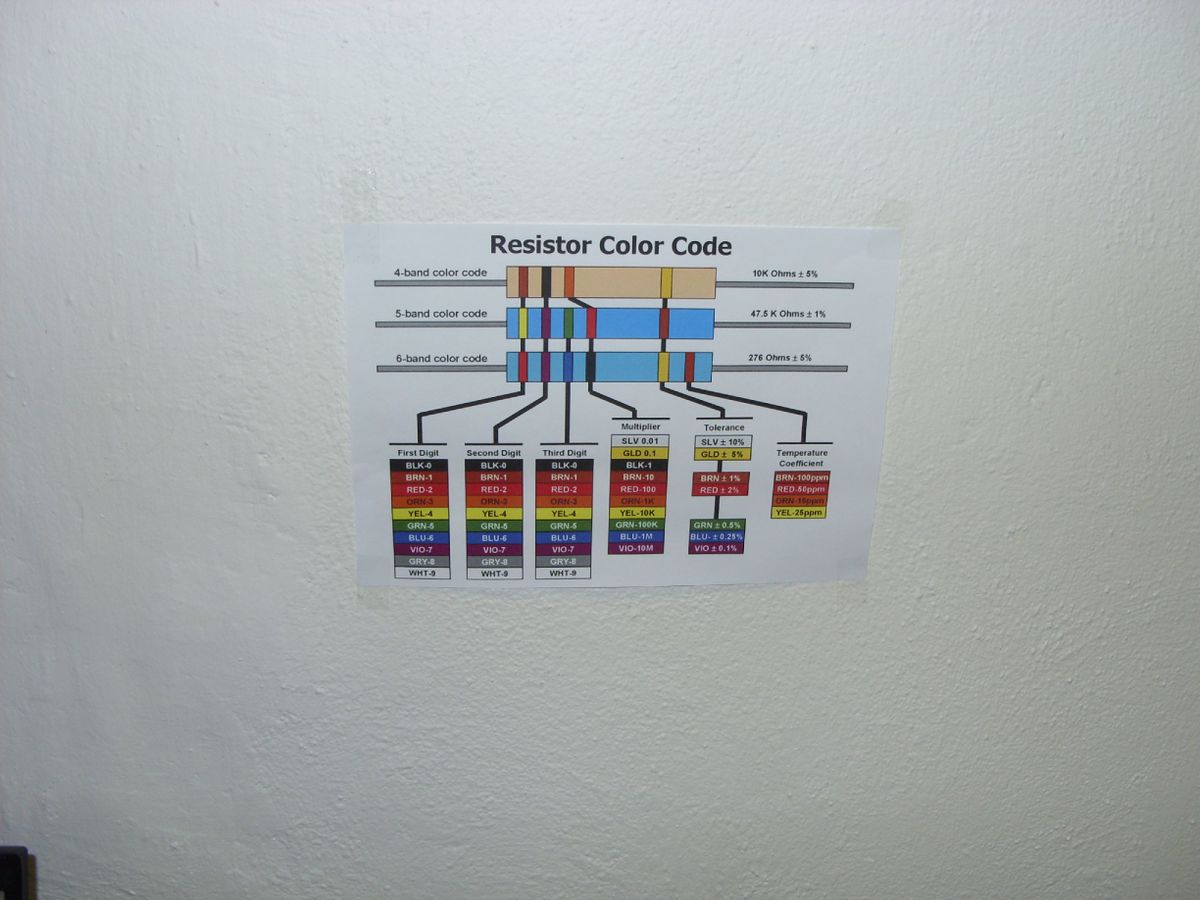 Resistor Color Code
4-band color code
10K Ohms ± 5%
5-band color code
47.5 K Ohms ± 1%
6-band color code
276 Ohms ± 5%
First Digit
BLK-0
BRN-1
RED-2
ORN-3
YEL-4
GRN-5
BLU-6
VIO-7
GRY-8
WHT-9
Second Digit
BLK-0
BRN-1
RED-2
ORN-3
YEL-4
GRN-5
BLU-6
VIO-7
GRY-8
WHT-9
Third Digit
BLK-0
BRN-1
RED-2
ORN-3
YEL-4
GRN-5
BLU-6
VIO-7
GRY-8
WHT-9
Multiplier
SLV 0.01
GLD 0.1
BLK-1
BRN-10
RED-100
ORN-1K
YEL-10K
GRN-100K
BLU-1M
VIO-10M
Tolerance
SLV ± 10%
GLD ± 5%
BRN ± 1%
RED ± 2%
GRN ± 0.5%
BLU- ± 0.25%
VIO ± 0.1%
Temperature
Coefficient
BRN-100ppm
RED-50ppm
ORN-15ppm
YEL-25ppm